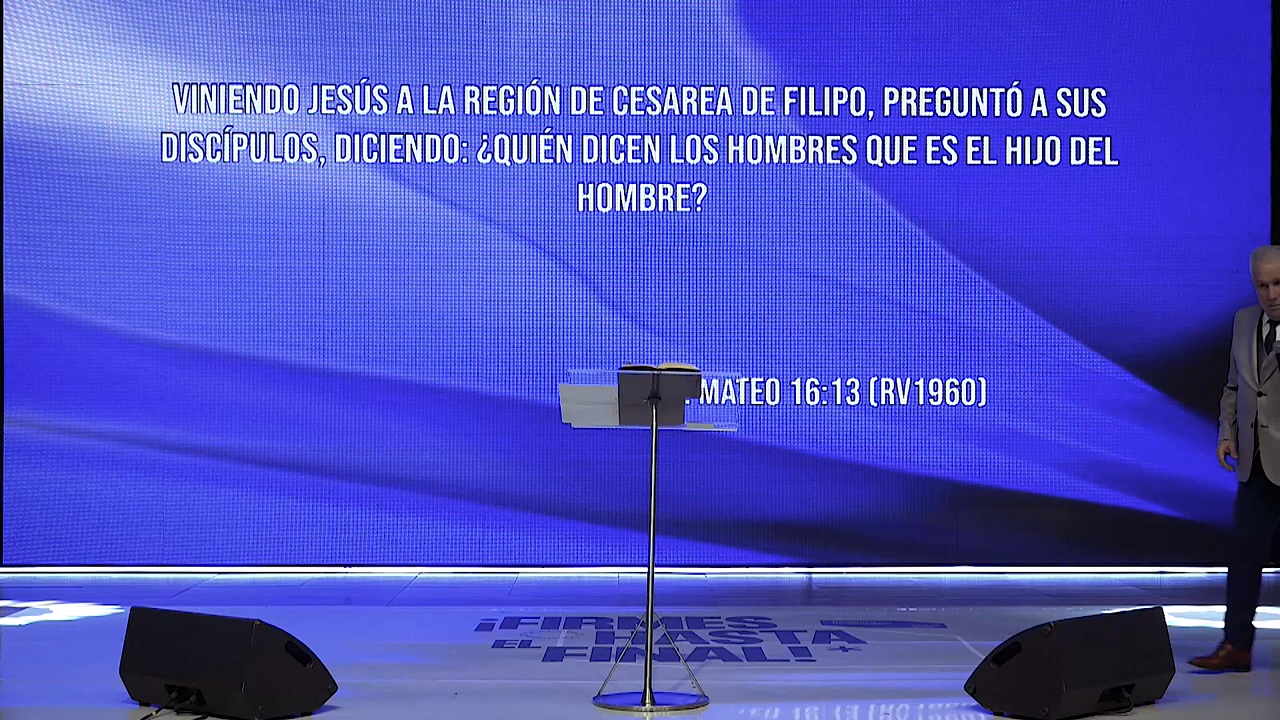 VINIENDO JESÚS A LA REGIÓN DE CESAREA DE FILIPO, PREGUNTÓ A SUS
DISCÍPULOS, DICIENDO: ¿QUIÉN DICEN LOS HOMBRES QUE ES EL HIJO DEL
HOMBRE?
MATEO 16:13 (RV1960)
¡FIRMES
HASTA
EL
FINAL!*